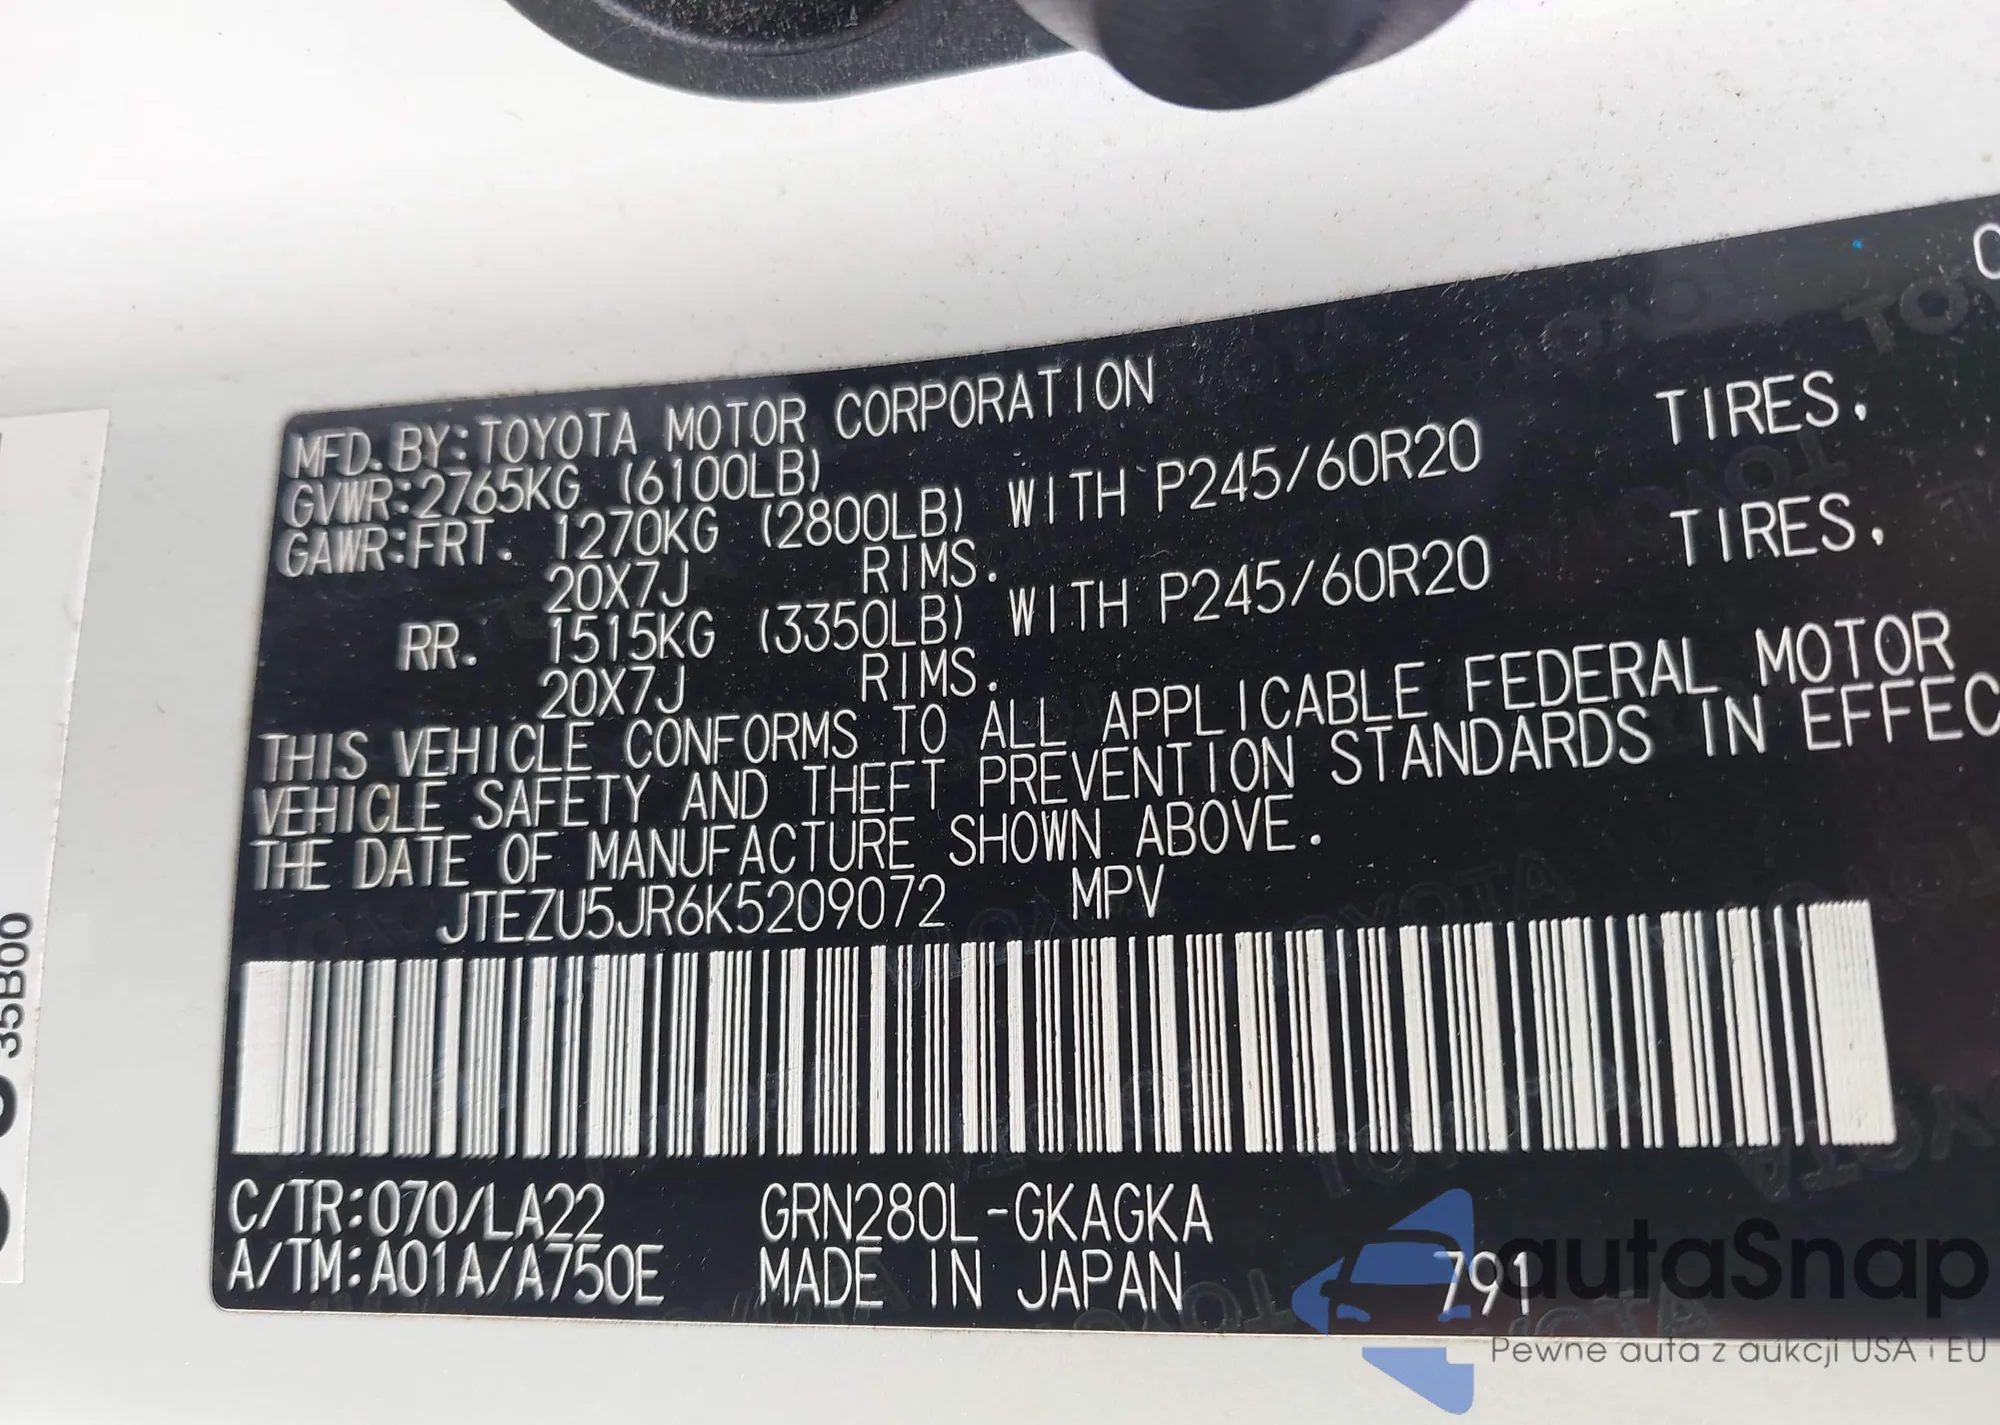 MFD. BY: TOYOTA MOTOR CORPORATION
GVWR: 2765KG (6100LB)
GAWR: FRT. 1270KG (2800LB) WITH P245/60R20 TIRES,
20X7J RIMS.
RR. 1515KG (3350LB) WITH P245/60R20 TIRES,
20X7J RIMS.
THIS VEHICLE CONFORMS TO ALL APPLICABLE FEDERAL MOTOR
VEHICLE SAFETY AND THEFT PREVENTION STANDARDS IN EFFEC
THE DATE OF MANUFACTURE SHOWN ABOVE.
JTEZU5JR6K5209072 MPV
C/TR: 070/LA22 GRN280L-GKAGKA
A/TM: A01A/A750E MADE IN JAPAN 791
35B00
autaSnap
Pewne auta z aukcji USA i EU